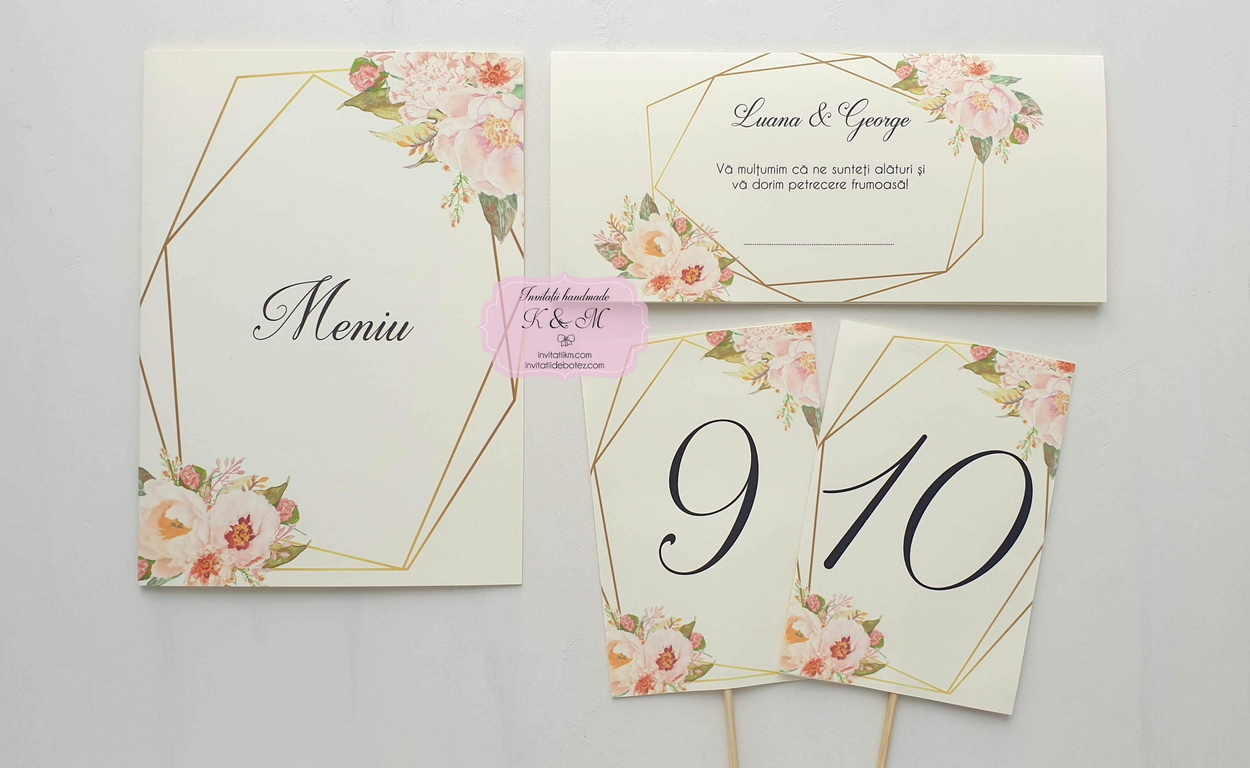 Meniu
Luana & George
Vă mulțumim că ne sunteți alături și
vă dorim petrecere frumoasă!
Invitatii handmade
K & M
invitatiikm.com
invitatiidebotez.com
9
10